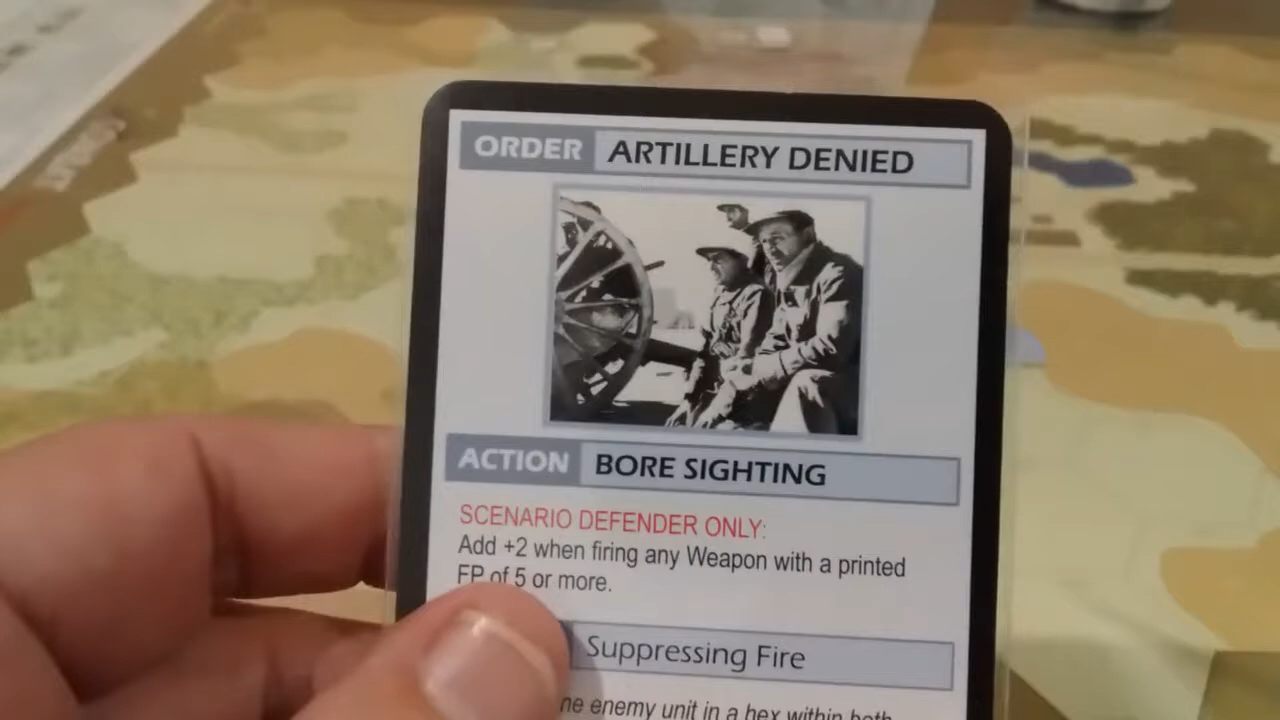 ORDER ARTILLERY DENIED
ACTION BORE SIGHTING
SCENARIO DEFENDER ONLY:
Add +2 when firing any Weapon with a printed
FP of 5 or more.
Suppressing Fire
enemy unit in a hex within both